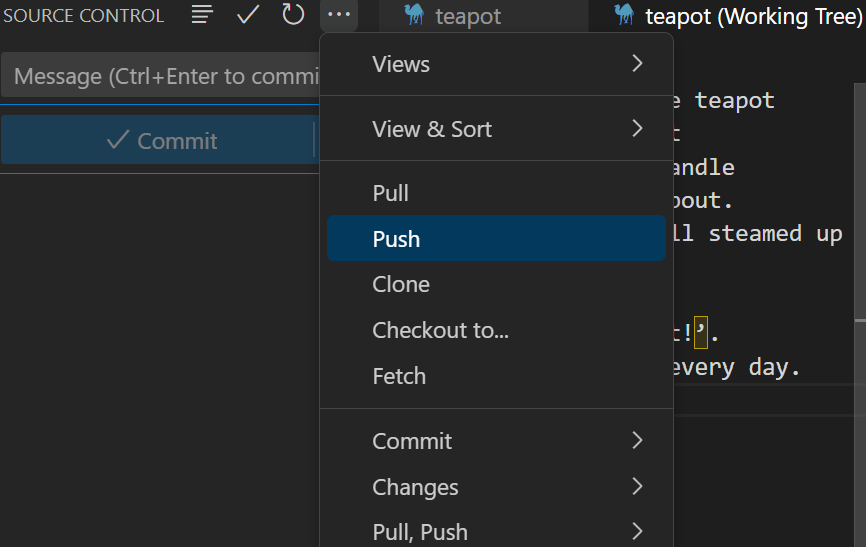 SOURCE CONTROL
teapot
teapot (Working Tree)
Message (Ctrl+Enter to commi
Commit
Views
View & Sort
Pull
Push
Clone
Checkout to...
Fetch
Commit
Changes
Pull, Push
e teapot
t
andle
pout.
ll steamed up
t!’.
every day.